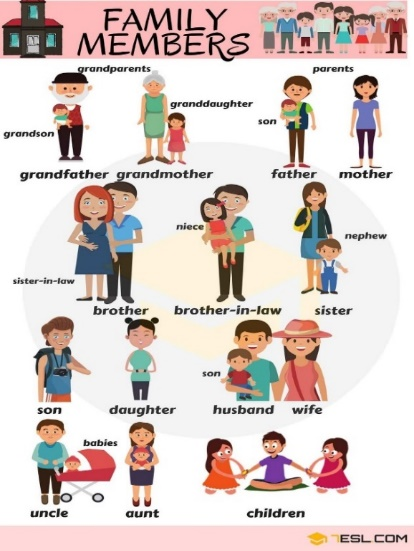 FAMILY
MEMBERS
grandparents
parents
granddaughter
son
grandson
grandfather grandmother
father mother
niece
nephew
sister-in-law
brother brother-in-law sister
son
son daughter husband wife
babies
uncle aunt children
7ESL.COM